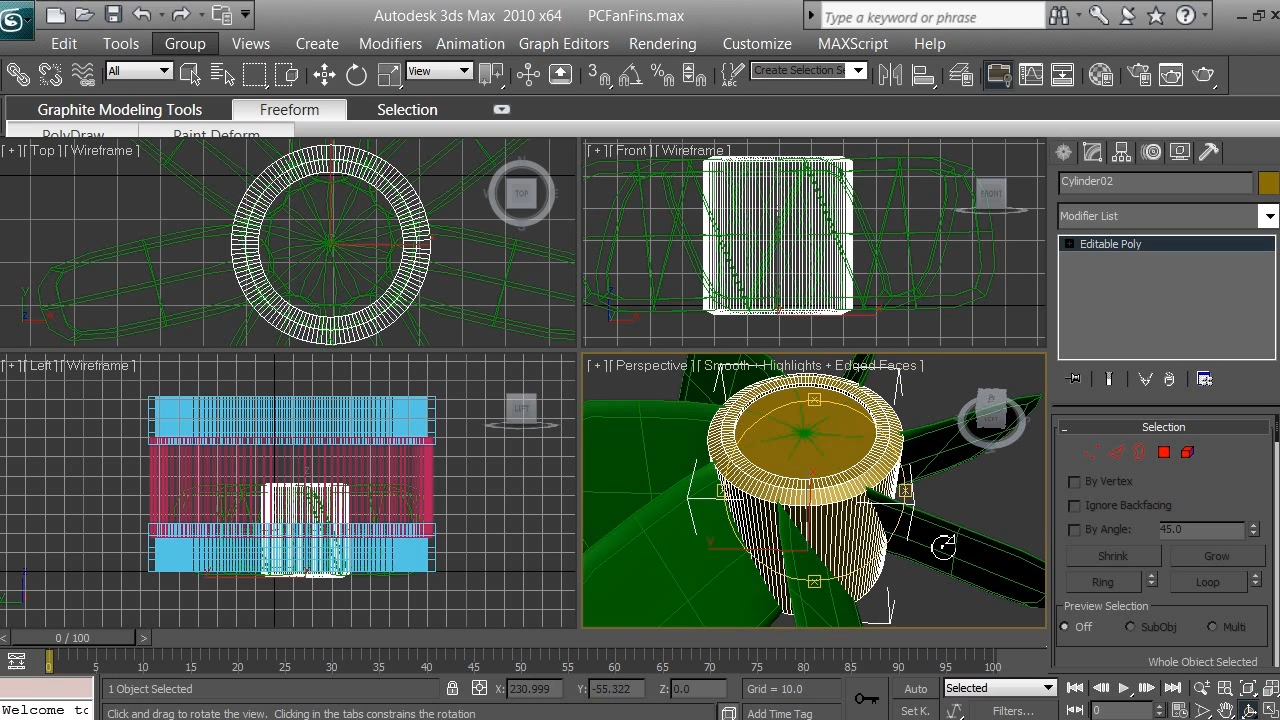 Autodesk 3ds Max 2010 x64 PCFanFins.max
Type a keyword or phrase
Edit Tools Group Views Create Modifiers Animation Graph Editors Rendering Customize MAXScript Help
All View Create Selection Se
Graphite Modeling Tools Freeform Selection
PolyDraw Paint Deform
[ + ] [ Top ] [ Wireframe ]
TOP
[ + ] [ Front ] [ Wireframe ]
FRONT
Cylinder02
Modifier List
Editable Poly
[ + ] [ Left ] [ Wireframe ]
LEFT
[ + ] [ Perspective ] [ Smooth + Highlights + Edged Faces ]
Selection
By Vertex
Ignore Backfacing
By Angle: 45.0
Shrink Grow
Ring Loop
Preview Selection
Off SubObj Multi
Whole Object Selected
0 / 100
0 5 10 15 20 25 30 35 40 45 50 55 60 65 70 75 80 85 90 95 100
1 Object Selected X: 230.999 Y: -55.322 Z: 0.0 Grid = 10.0 Auto Selected
Welcome to Click and drag to rotate the view. Clicking in the tabs constrains the rotation Add Time Tag Set K. Filters... 0